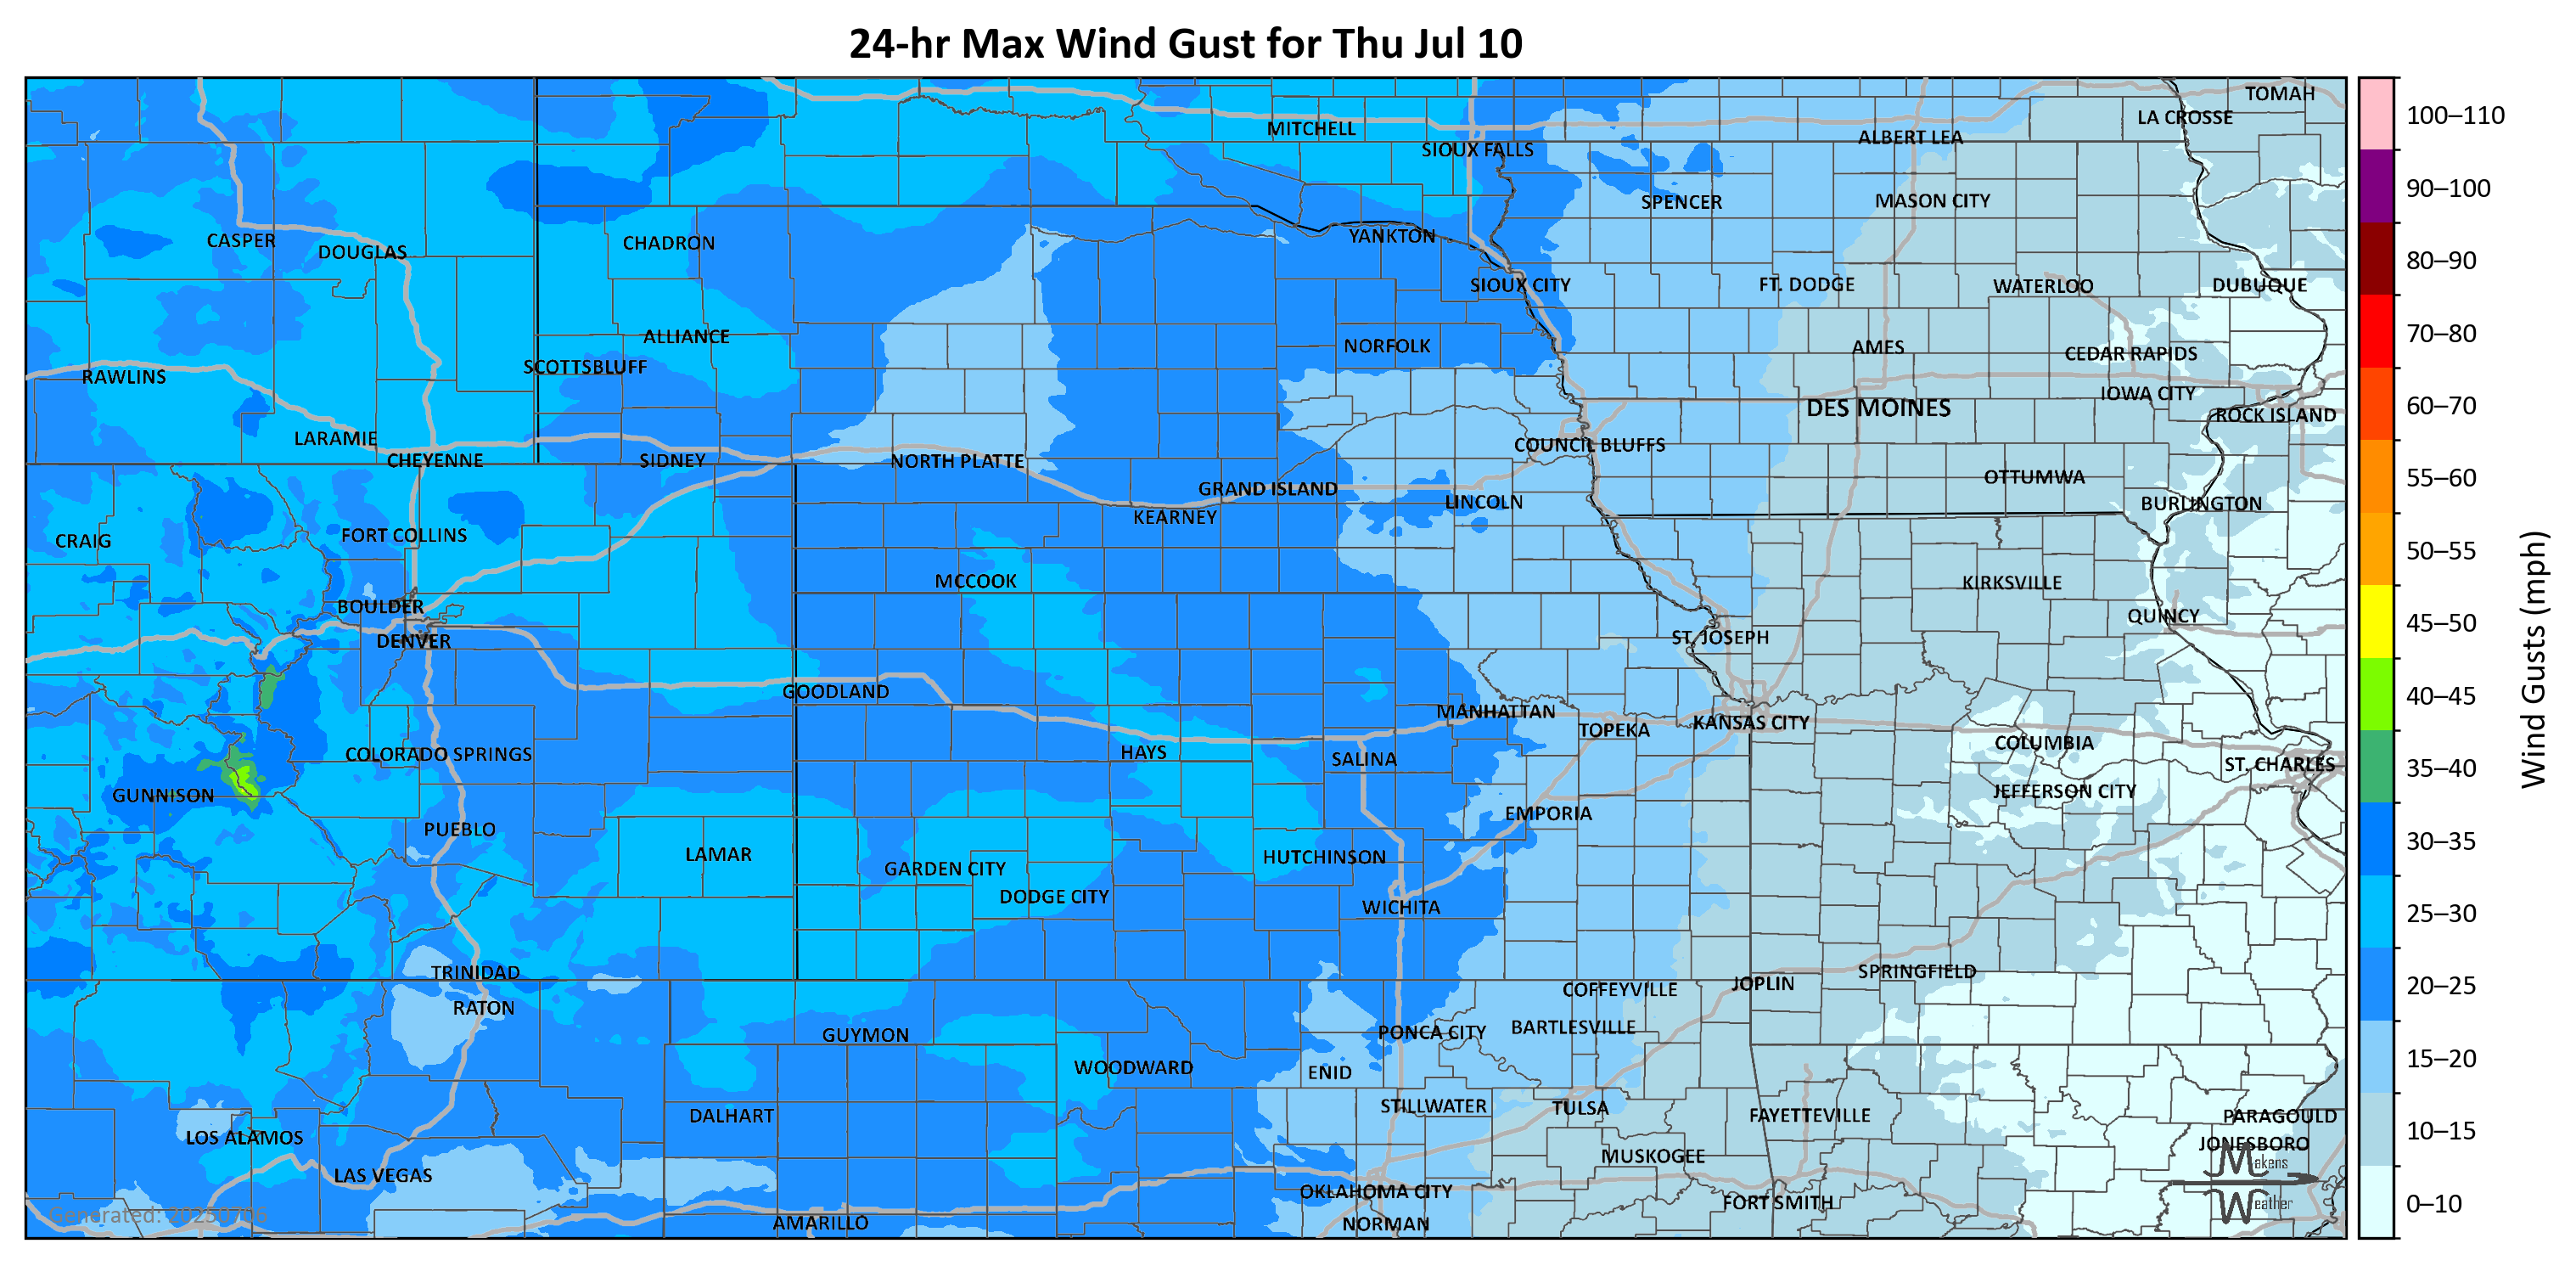 24-hr Max Wind Gust for Thu Jul 10
TOMAH
LA CROSSE
MITCHELL
ALBERT LEA
SIOUX FALLS
SPENCER
MASON CITY
CASPER
DOUGLAS
CHADRON
YANKTON
SIOUX CITY
FT. DODGE
WATERLOO
DUBUQUE
ALLIANCE
NORFOLK
AMES
CEDAR RAPIDS
SCOTTSBLUFF
RAWLINS
IOWA CITY
DES MOINES
ROCK ISLAND
LARAMIE
CHEYENNE
SIDNEY
NORTH PLATTE
COUNCIL BLUFFS
OTTUMWA
GRAND ISLAND
LINCOLN
BURLINGTON
KEARNEY
CRAIG
FORT COLLINS
MCCOOK
KIRKSVILLE
BOULDER
QUINCY
DENVER
ST. JOSEPH
GOODLAND
MANHATTAN
TOPEKA
KANSAS CITY
COLUMBIA
COLORADO SPRINGS
HAYS
SALINA
ST. CHARLES
GUNNISON
JEFFERSON CITY
EMPORIA
PUEBLO
LAMAR
HUTCHINSON
GARDEN CITY
DODGE CITY
WICHITA
TRINIDAD
SPRINGFIELD
JOPLIN
COFFEYVILLE
RATON
GUYMON
PONCA CITY
BARTLESVILLE
WOODWARD
ENID
STILLWATER
TULSA
DALHART
FAYETTEVILLE
PARAGOULD
LOS ALAMOS
JONESBORO
MUSKOGEE
LAS VEGAS
OKLAHOMA CITY
FORT SMITH
AMARILLO
NORMAN
Generated: 20250706
Makens
Weather
100–110
90–100
80–90
70–80
60–70
55–60
50–55
45–50
40–45
35–40
30–35
25–30
20–25
15–20
10–15
0–10
Wind Gusts (mph)